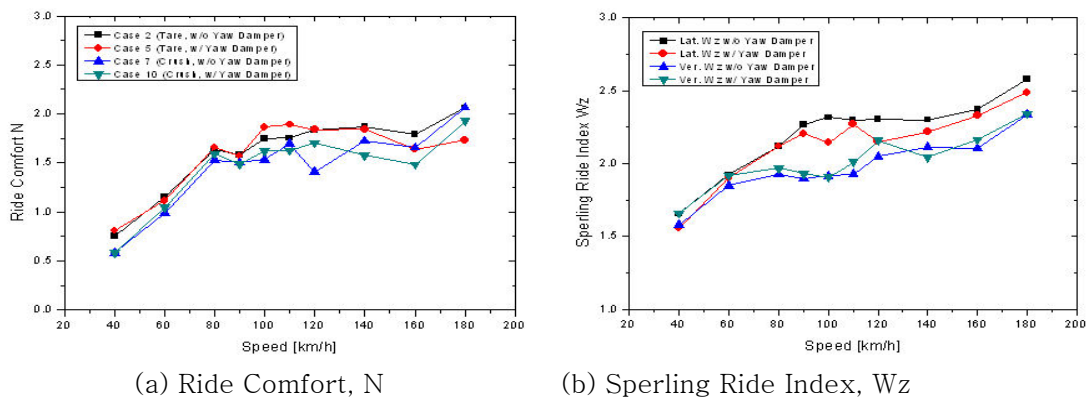 3.0
2.5
2.0
1.5
1.0
0.5
0.0
Ride Comfort N
Case 2 (Tare, w/o Yaw Damper)
Case 5 (Tare, w/Yaw Damper)
Case 7 (Crush, w/o Yaw Damper)
Case 10 (Crush, w/Yaw Damper)
20 40 60 80 100 120 140 160 180 200
Speed [km/h]
(a) Ride Comfort, N
3.0
2.5
2.0
1.5
1.0
Sperling Ride Index Wz
Lat. Wz w/o Yaw Damper
Lat. Wz w/ Yaw Damper
Ver. Wz w/o Yaw Damper
Ver. Wz w/ Yaw Damper
20 40 60 80 100 120 140 160 180 200
Speed [km/h]
(b) Sperling Ride Index, Wz